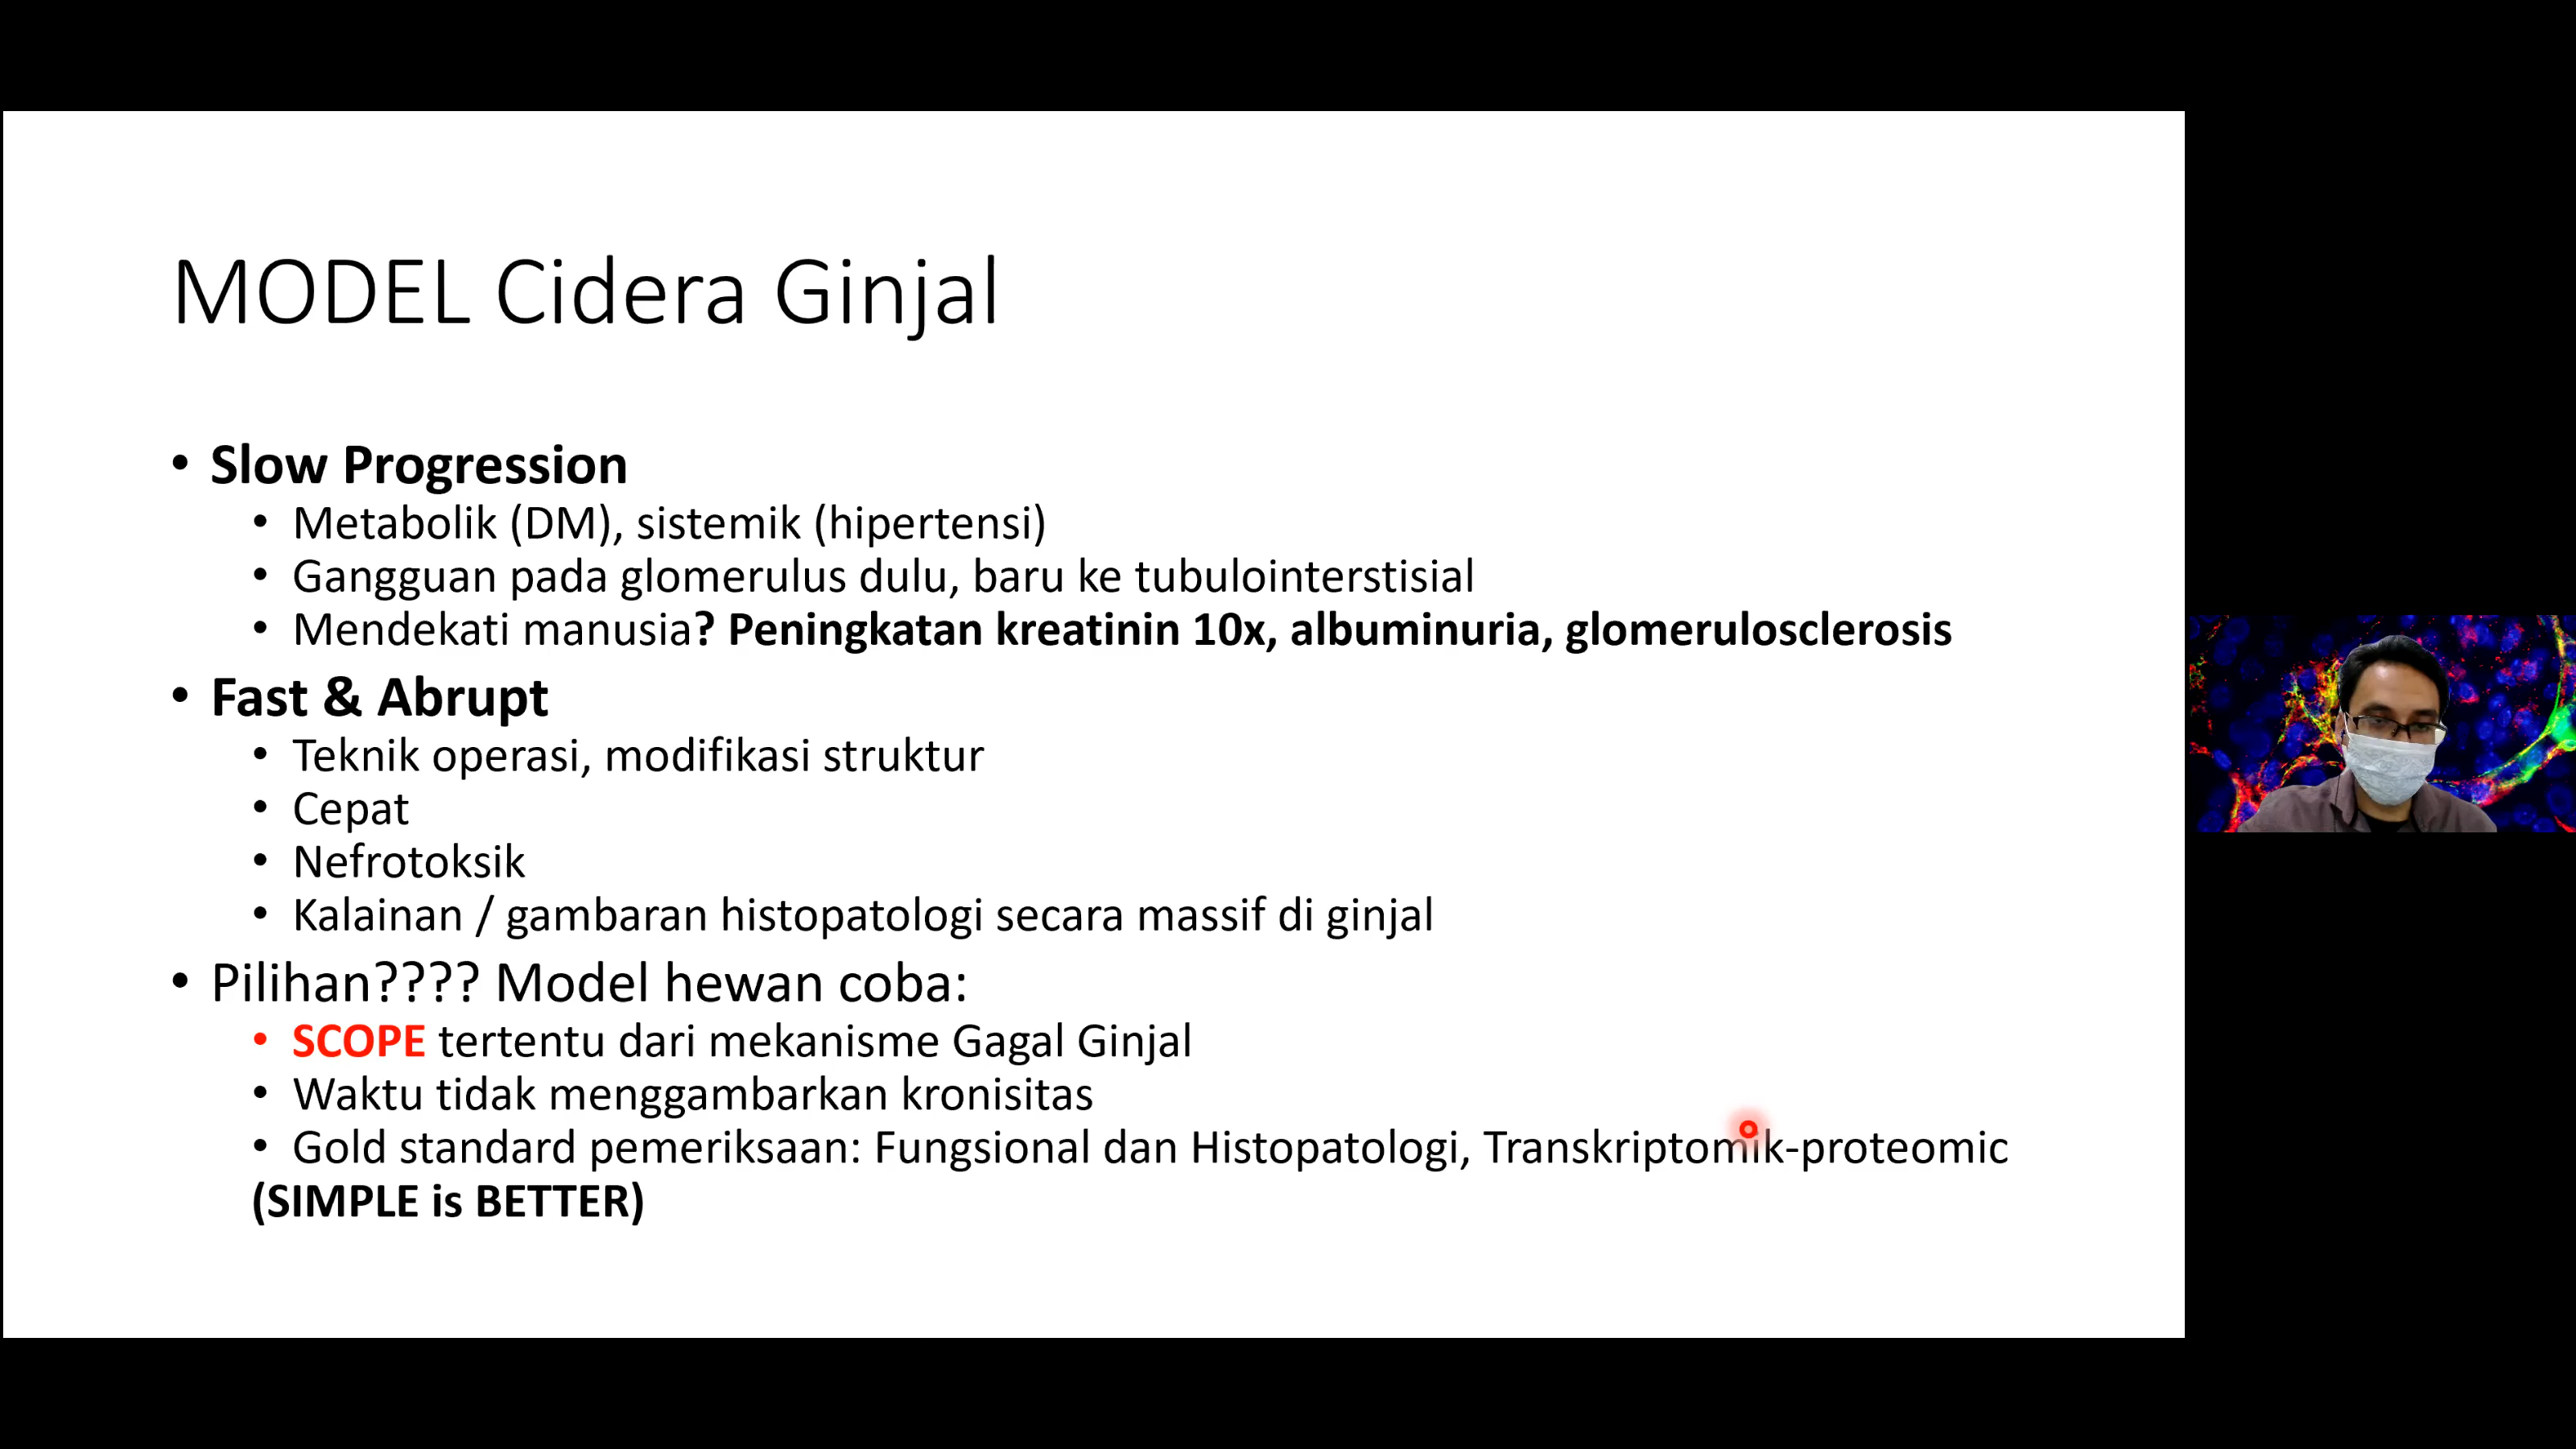 MODEL Cidera Ginjal
• Slow Progression
• Metabolik (DM), sistemik (hipertensi)
• Gangguan pada glomerulus dulu, baru ke tubulointerstisial
• Mendekati manusia? Peningkatan kreatinin 10x, albuminuria, glomerulosclerosis
• Fast & Abrupt
• Teknik operasi, modifikasi struktur
• Cepat
• Nefrotoksik
• Kalainan / gambaran histopatologi secara massif di ginjal
• Pilihan???? Model hewan coba:
• SCOPE tertentu dari mekanisme Gagal Ginjal
• Waktu tidak menggambarkan kronisitas
• Gold standard pemeriksaan: Fungsional dan Histopatologi, Transkriptomik-proteomic
(SIMPLE is BETTER)